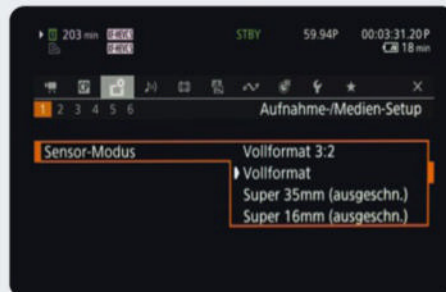 203 min
STBY 59.94P 00:03:31.20 P
18 min
1 2 3 4 5 6 Aufnahme-/Medien-Setup
Sensor-Modus
Vollformat 3:2
Vollformat
Super 35mm (ausgeschn.)
Super 16mm (ausgeschn.)